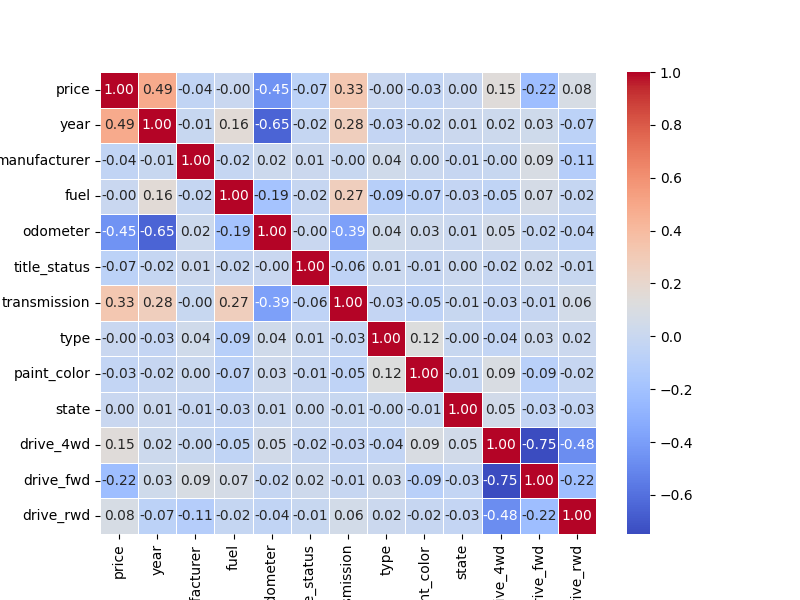 price 1.00 0.49 -0.04 -0.00 -0.45 -0.07 0.33 -0.00 -0.03 0.00 0.15 -0.22 0.08
year 0.49 1.00 -0.01 0.16 -0.65 -0.02 0.28 -0.03 -0.02 0.01 0.02 0.03 -0.07
manufacturer -0.04 -0.01 1.00 -0.02 0.02 0.01 -0.00 0.04 0.00 -0.01 -0.00 0.09 -0.11
fuel -0.00 0.16 -0.02 1.00 -0.19 -0.02 0.27 -0.09 -0.07 -0.03 -0.05 0.07 -0.02
odometer -0.45 -0.65 0.02 -0.19 1.00 -0.00 -0.39 0.04 0.03 0.01 0.05 -0.02 -0.04
title_status -0.07 -0.02 0.01 -0.02 -0.00 1.00 -0.06 0.01 -0.01 0.00 -0.02 0.02 -0.01
transmission 0.33 0.28 -0.00 0.27 -0.39 -0.06 1.00 -0.03 -0.05 -0.01 -0.03 -0.01 0.06
type -0.00 -0.03 0.04 -0.09 0.04 0.01 -0.03 1.00 0.12 -0.00 -0.04 0.03 0.02
paint_color -0.03 -0.02 0.00 -0.07 0.03 -0.01 -0.05 0.12 1.00 -0.01 0.09 -0.09 -0.02
state 0.00 0.01 -0.01 -0.03 0.01 0.00 -0.01 -0.00 -0.01 1.00 0.05 -0.03 -0.03
drive_4wd 0.15 0.02 -0.00 -0.05 0.05 -0.02 -0.03 -0.04 0.09 0.05 1.00 -0.75 -0.48
drive_fwd -0.22 0.03 0.09 0.07 -0.02 0.02 -0.01 0.03 -0.09 -0.03 -0.75 1.00 -0.22
drive_rwd 0.08 -0.07 -0.11 -0.02 -0.04 -0.01 0.06 0.02 -0.02 -0.03 -0.48 -0.22 1.00
price
year
facturer
fuel
dometer
e_status
smission
type
nt_color
state
ive_4wd
ive_fwd
ive_rwd
1.0
0.8
0.6
0.4
0.2
0.0
−0.2
−0.4
−0.6